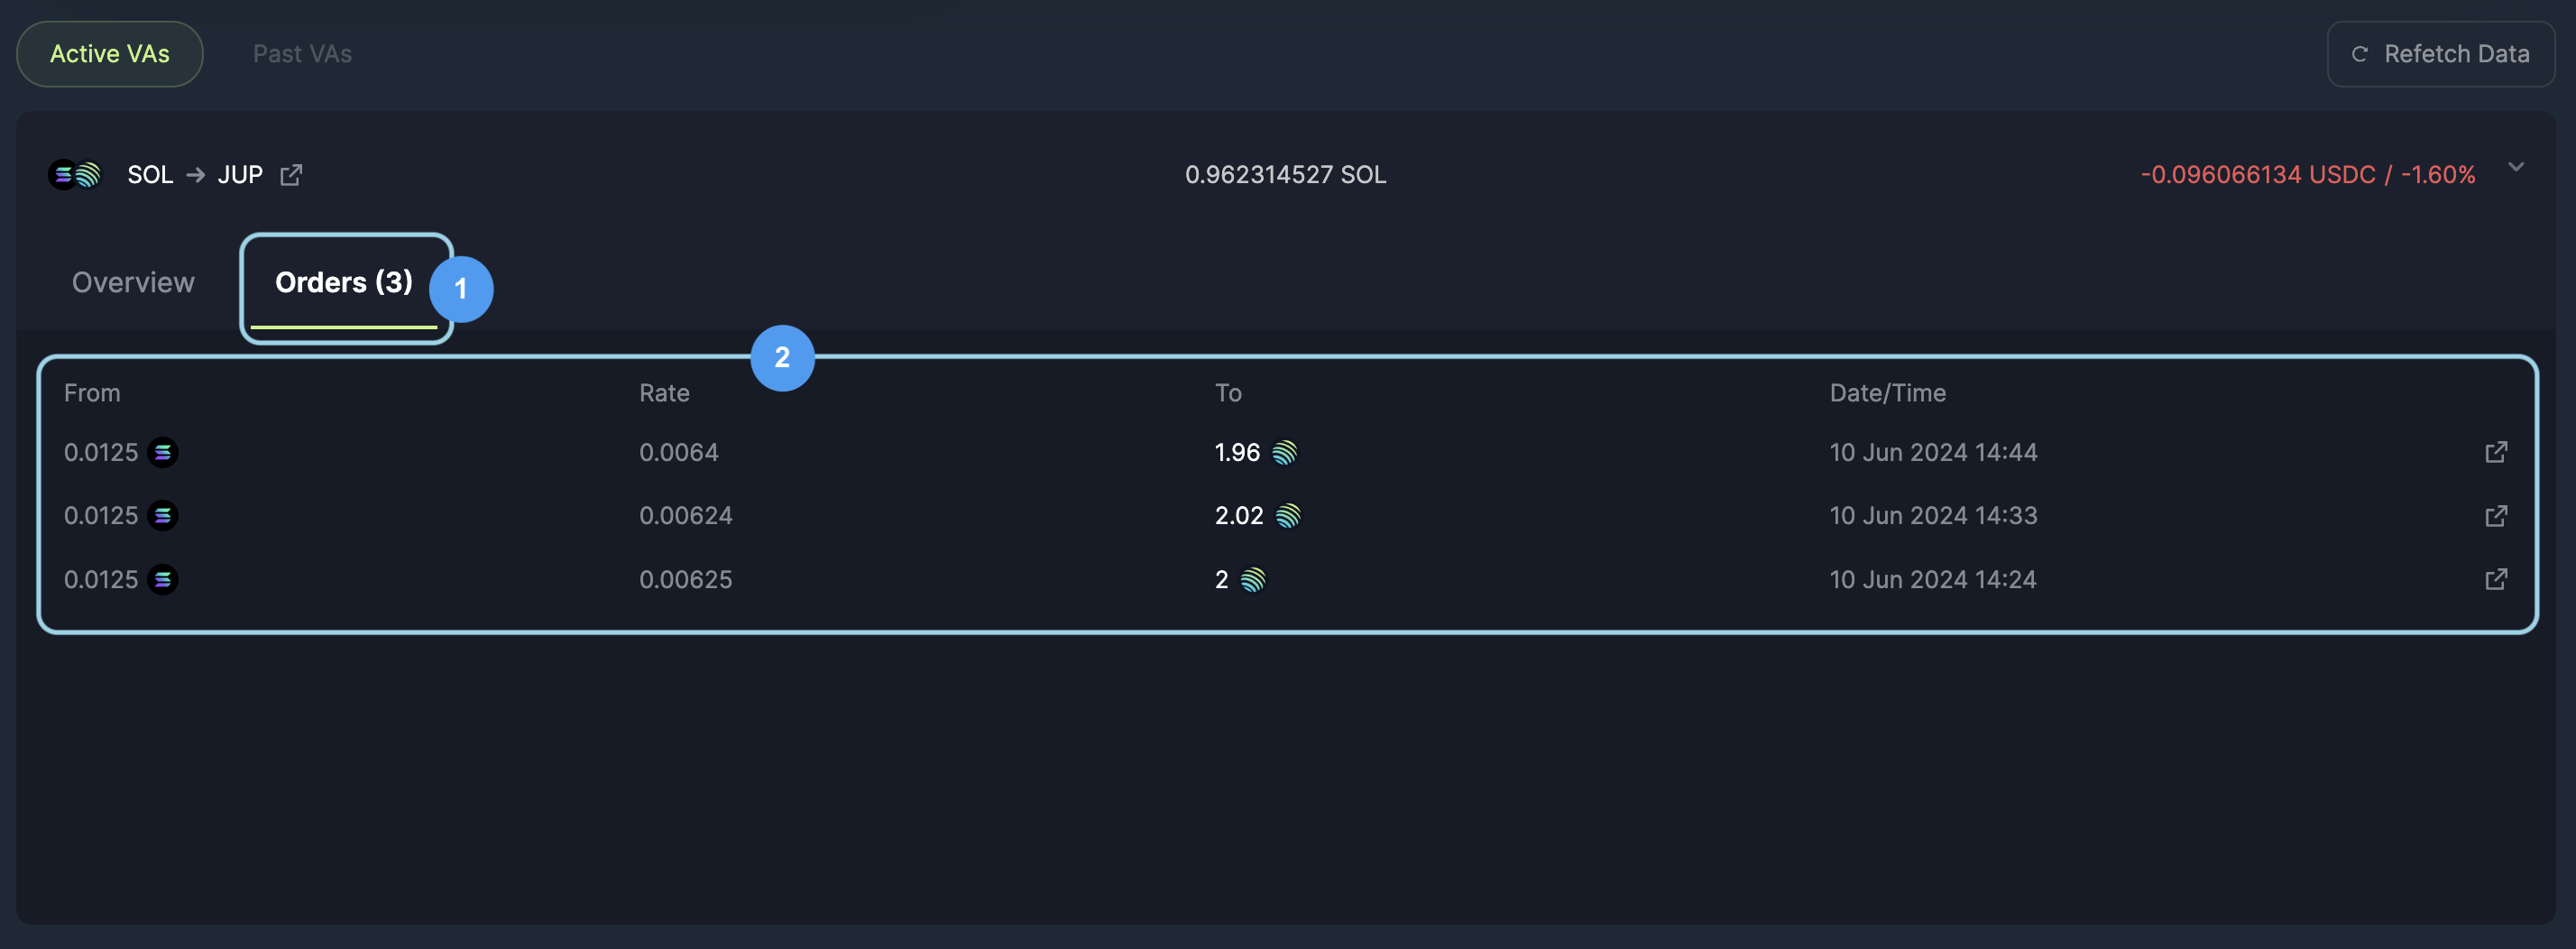 Active VAs Past VAs Refetch Data
SOL → JUP 0.962314527 SOL -0.096066134 USDC / -1.60%
Overview Orders (3) 1
2
From Rate To Date/Time
0.0125 0.0064 1.96 10 Jun 2024 14:44
0.0125 0.00624 2.02 10 Jun 2024 14:33
0.0125 0.00625 2 10 Jun 2024 14:24